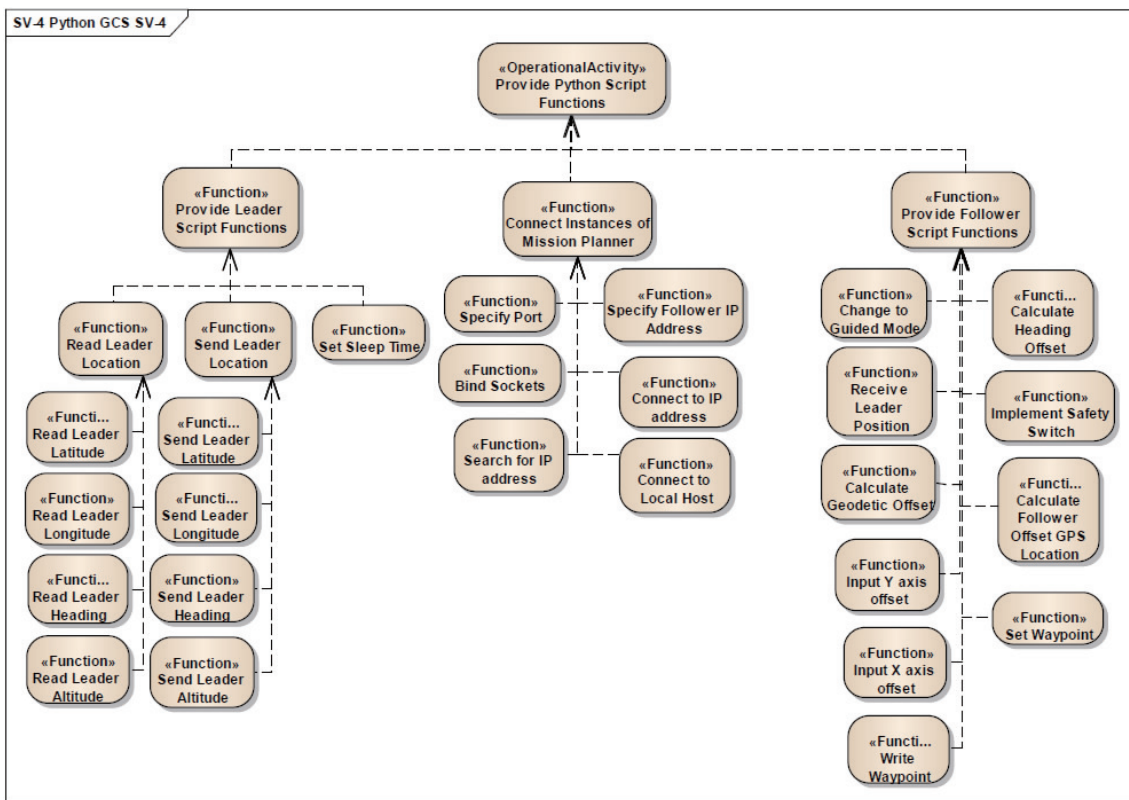 SV-4 Python GCS SV-4
«OperationalActivity»
Provide Python Script
Functions
«Function»
Provide Leader
Script Functions
«Function»
Connect Instances of
Mission Planner
«Function»
Provide Follower
Script Functions
«Function»
Read Leader
Location
«Function»
Send Leader
Location
«Function»
Set Sleep Time
«Functi...
Read Leader
Latitude
«Functi...
Send Leader
Latitude
«Function»
Read Leader
Longitude
«Functi...
Send Leader
Longitude
«Functi...
Read Leader
Heading
«Function»
Send Leader
Heading
«Function»
Read Leader
Altitude
«Function»
Send Leader
Altitude
«Function»
Specify Port
«Function»
Specify Follower IP
Address
«Function»
Bind Sockets
«Function»
Connect to IP
address
«Function»
Search for IP
address
«Function»
Connect to
Local Host
«Function»
Change to
Guided Mode
«Functi...
Calculate
Heading
Offset
«Function»
Receive
Leader
Position
«Function»
Implement Safety
Switch
«Function»
Calculate
Geodetic Offset
«Functi...
Calculate
Follower
Offset GPS
Location
«Function»
Input Y axis
offset
«Function»
Set Waypoint
«Function»
Input X axis
offset
«Functi...
Write
Waypoint